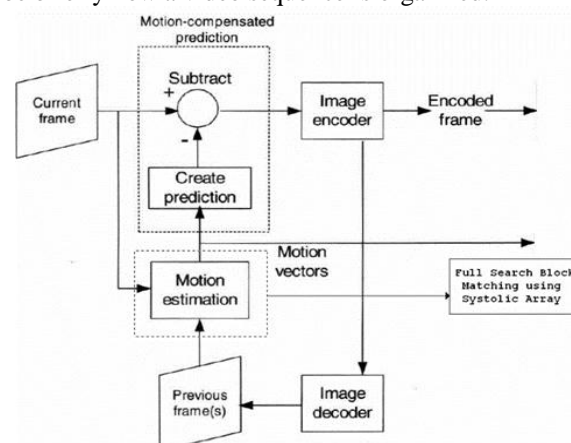 Motion-compensated
prediction
Subtract
+
Current
frame
-
Image
encoder
Encoded
frame
Create
prediction
Motion
vectors
Motion
estimation
Full Search Block
Matching using
Systolic Array
Previous
frame(s)
Image
decoder